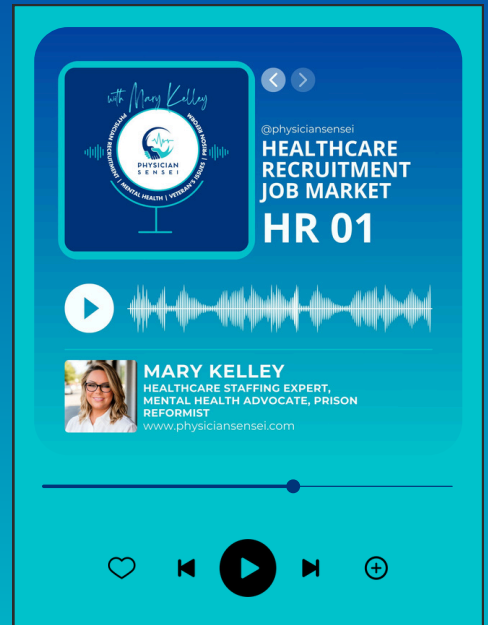 with Mary Kelley
PHYSICIAN
SENSEI
PHYSICIAN RECRUITMENT | MENTAL HEALTH | VETERAN'S ISSUES | PRISON REFORM
@physiciansensei
HEALTHCARE
RECRUITMENT
JOB MARKET
HR 01
MARY KELLEY
HEALTHCARE STAFFING EXPERT,
MENTAL HEALTH ADVOCATE, PRISON
REFORMIST
www.physiciansensei.com